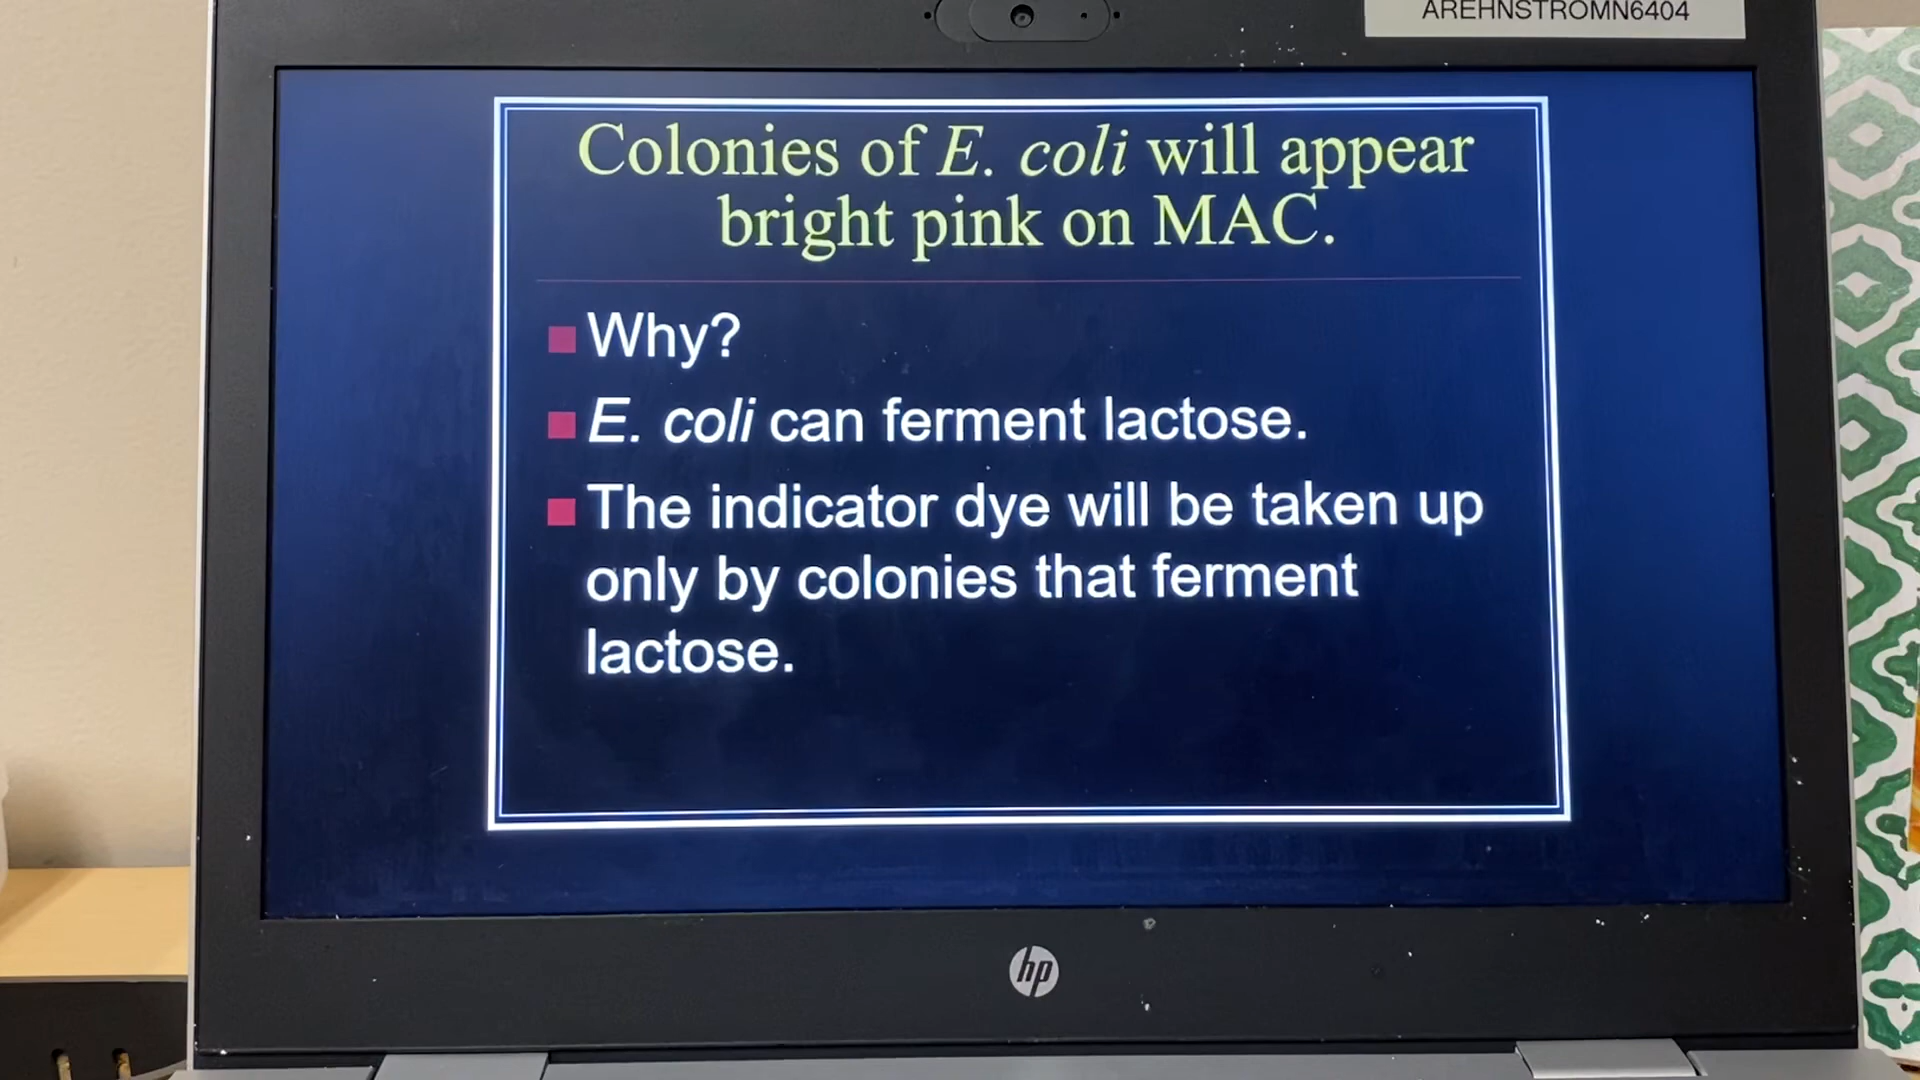 AREHNSTROMN6404
Colonies of E. coli will appear
bright pink on MAC.
Why?
E. coli can ferment lactose.
The indicator dye will be taken up
only by colonies that ferment
lactose.
hp